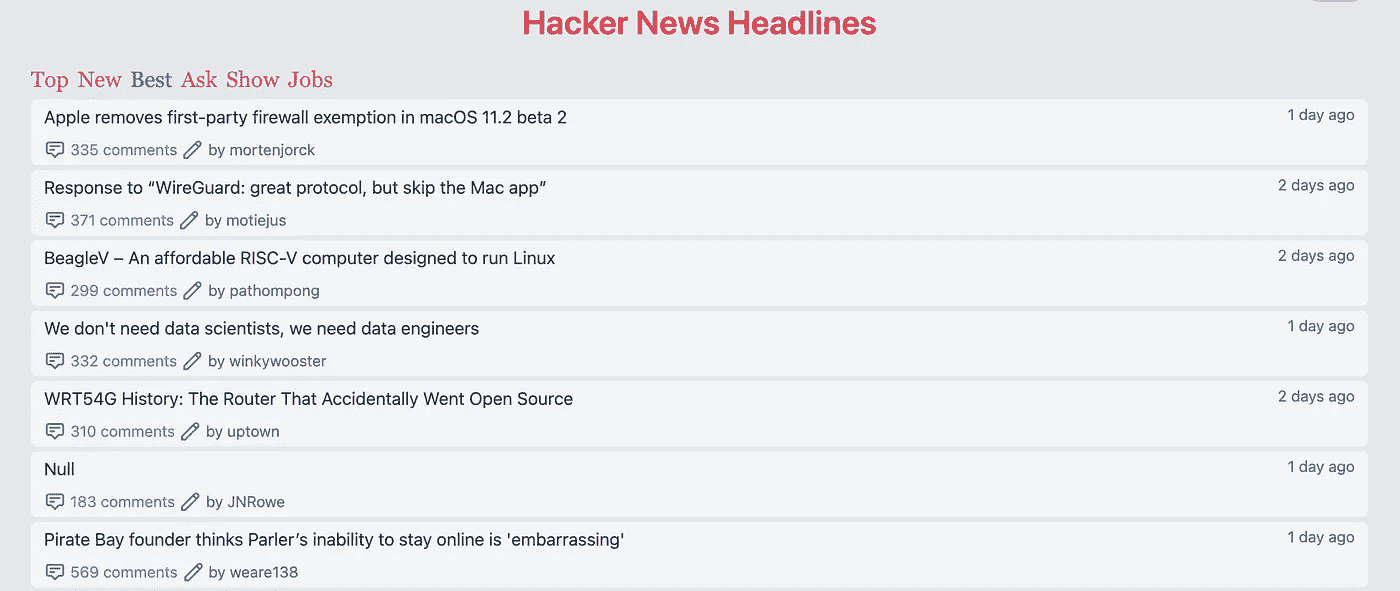 Hacker News Headlines
Top New Best Ask Show Jobs
Apple removes first-party firewall exemption in macOS 11.2 beta 2
1 day ago
335 comments by mortenjorck
Response to “WireGuard: great protocol, but skip the Mac app”
2 days ago
371 comments by motiejus
BeagleV – An affordable RISC-V computer designed to run Linux
2 days ago
299 comments by pathompong
We don't need data scientists, we need data engineers
1 day ago
332 comments by winkywooster
WRT54G History: The Router That Accidentally Went Open Source
2 days ago
310 comments by uptown
Null
1 day ago
183 comments by JNRowe
Pirate Bay founder thinks Parler’s inability to stay online is 'embarrassing'
1 day ago
569 comments by weare138